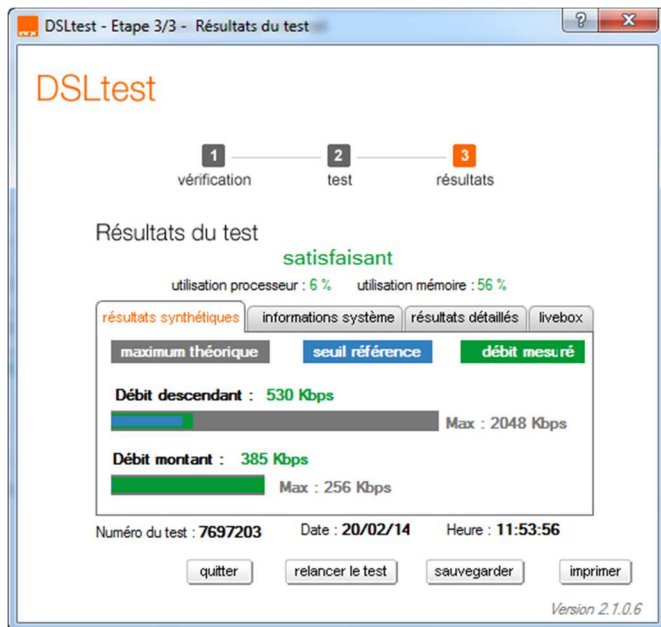 DSLtest - Etape 3/3 - Résultats du test
DSLtest
1 2 3
vérification test résultats
Résultats du test
satisfaisant
utilisation processeur : 6 % utilisation mémoire : 56 %
résultats synthétiques informations système résultats détaillés livebox
maximum théorique seuil référence débit mesuré
Débit descendant : 530 Kbps
Max : 2048 Kbps
Débit montant : 385 Kbps
Max : 256 Kbps
Numéro du test : 7697203 Date : 20/02/14 Heure : 11:53:56
quitter relancer le test sauvegarder imprimer
Version 2.1.0.6